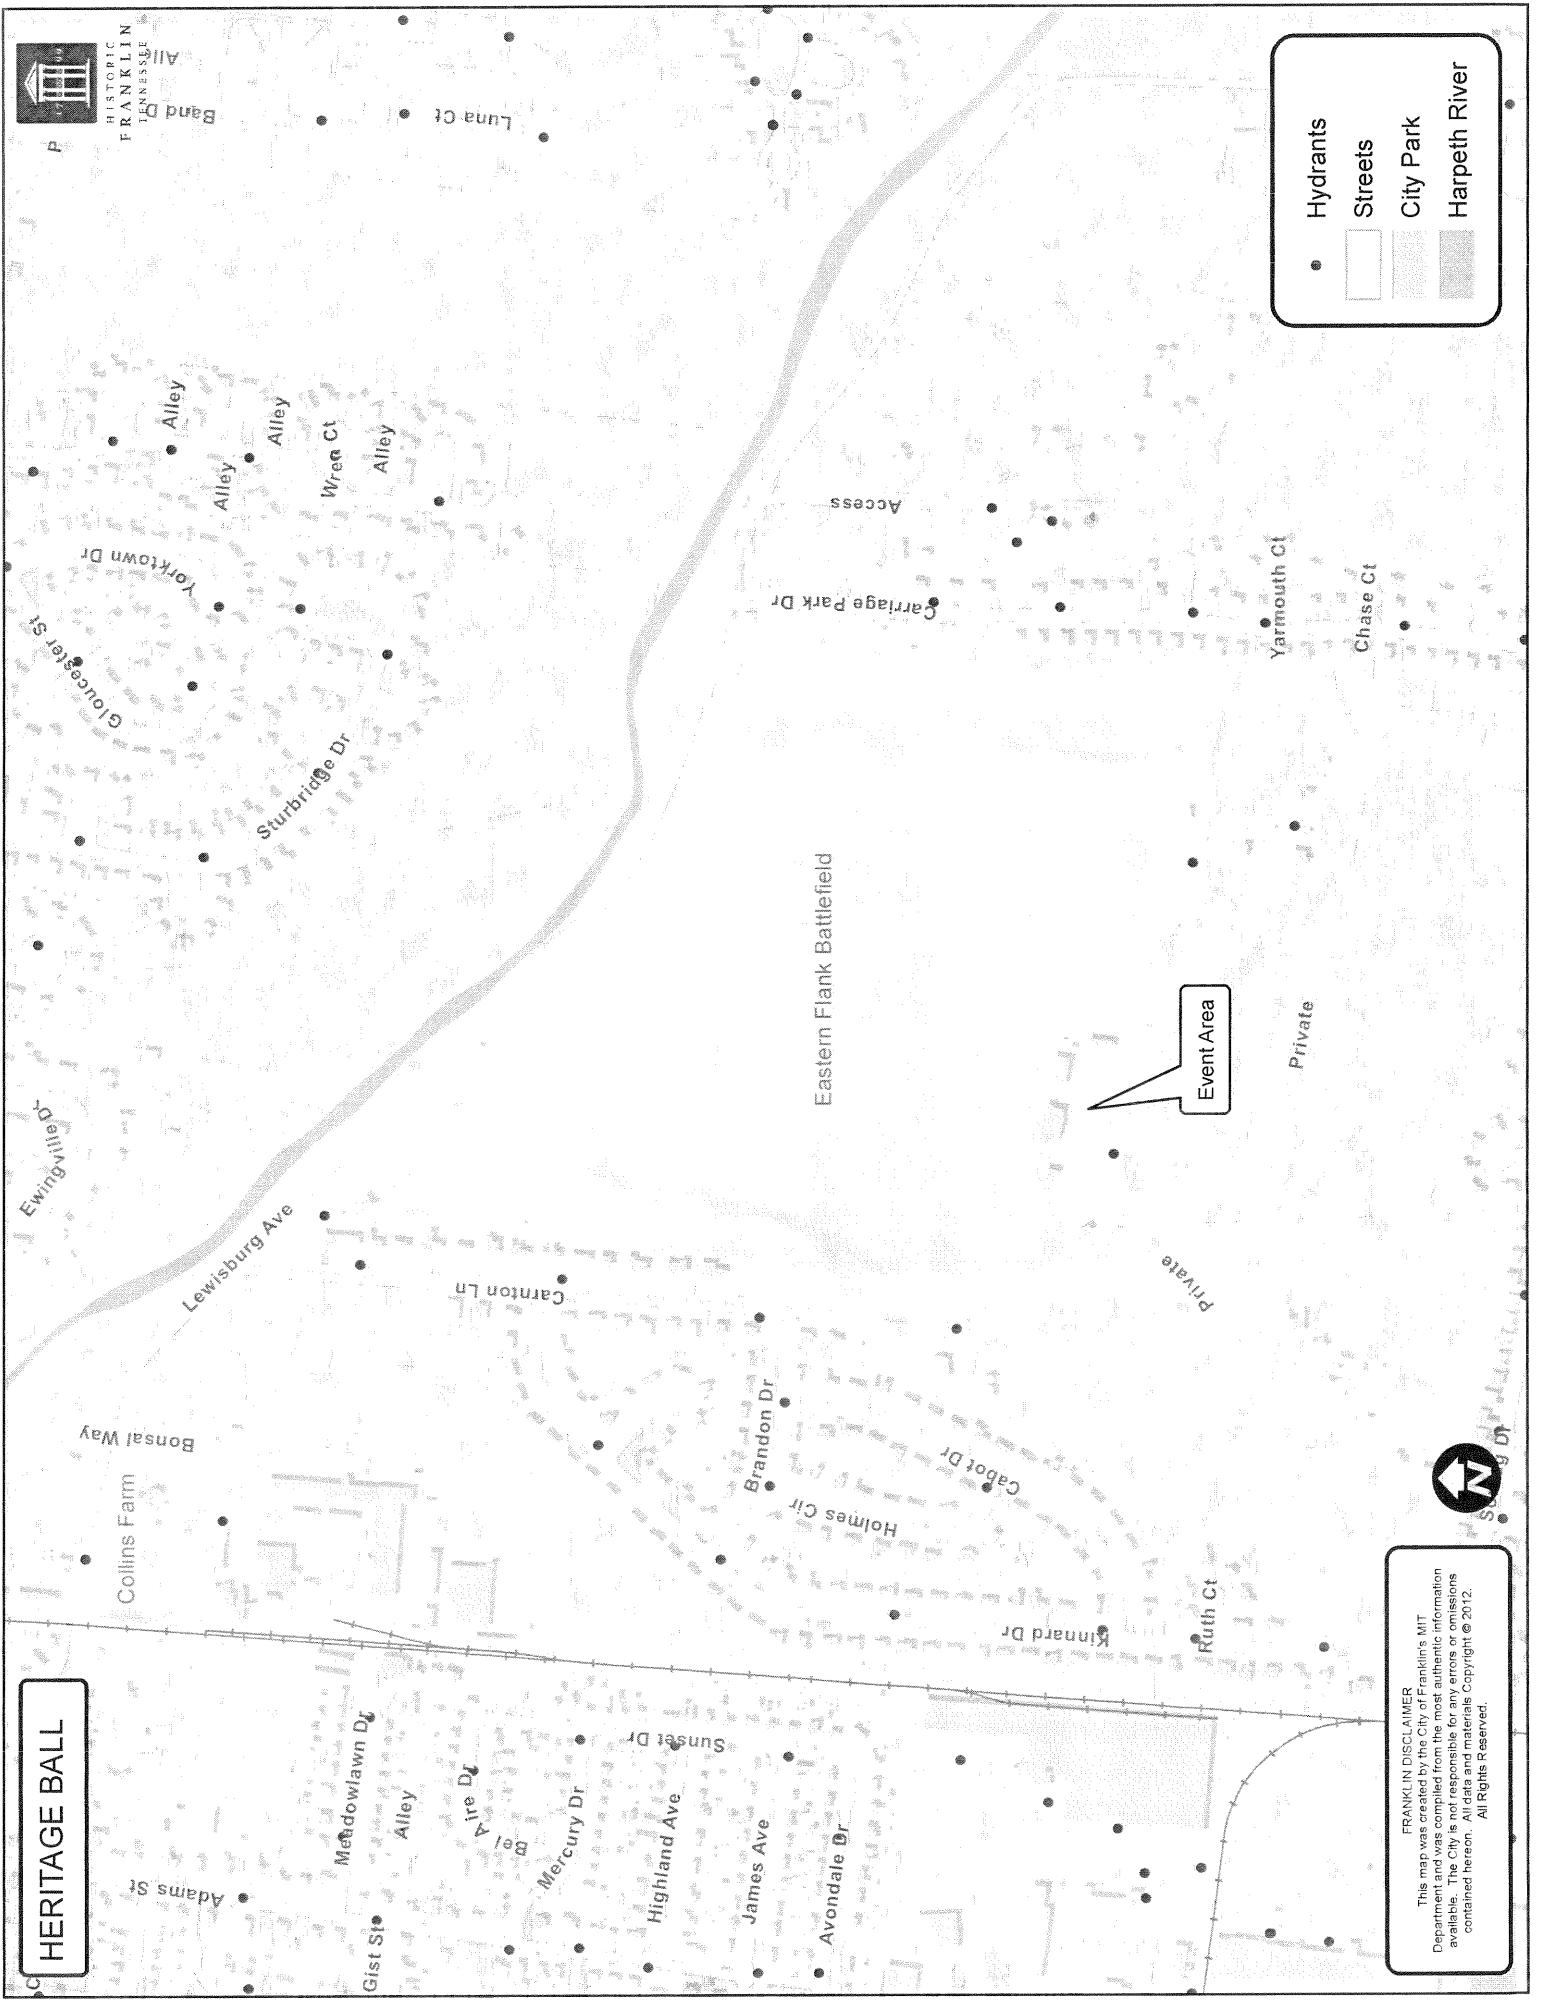 HERITAGE BALL
HISTORIC
FRANKLIN
TENNESSEE
Adams St
Meadowlawn Dr
Alley
Gist St
Bel Aire Dr
Mercury Dr
Sunset Dr
Highland Ave
James Ave
Avondale Dr
Collins Farm
Bonsal Way
Lewisburg Ave
Ewingville Dr
Carnton Ln
Brandon Dr
Holmes Cir
Cabot Dr
Kinnard Dr
Ruth Ct
Gloucester St
Yorktown Dr
Sturbridge Dr
Alley
Alley
Alley
Wren Ct
Alley
Band D
All
P
Luna Ct
Eastern Flank Battlefield
Event Area
Private
Private
Access
Carriage Park Dr
Yarmouth Ct
Chase Ct
N
Hydrants
Streets
City Park
Harpeth River
FRANKLIN DISCLAIMER
This map was created by the City of Franklin's MIT
Department and was compiled from the most authentic information
available. The City is not responsible for any errors or omissions
contained hereon. All data and materials Copyright © 2012.
All Rights Reserved.